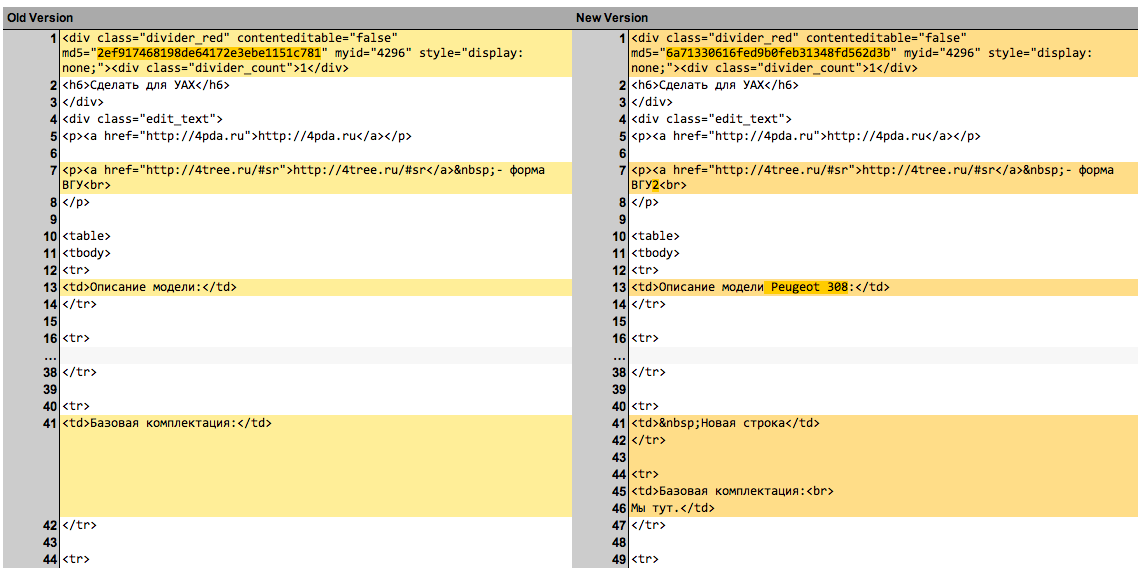 Old Version
1 <div class="divider_red" contenteditable="false"
md5="2ef917468198de64172e3ebe1151c781" myid="4296" style="display:
none;"><div class="divider_count">1</div>
2 <h6>Сделать для УАХ</h6>
3 </div>
4 <div class="edit_text">
5 <p><a href="http://4pda.ru">http://4pda.ru</a></p>
6
7 <p><a href="http://4tree.ru/#sr">http://4tree.ru/#sr</a>&nbsp;- форма
ВГУ<br>
8 </p>
9
10 <table>
11 <tbody>
12 <tr>
13 <td>Описание модели:</td>
14 </tr>
15
16 <tr>
...
38 </tr>
39
40 <tr>
41 <td>Базовая комплектация:</td>
42 </tr>
43
44 <tr>
New Version
1 <div class="divider_red" contenteditable="false"
md5="6a71330616fed9b0feb31348fd562d3b" myid="4296" style="display:
none;"><div class="divider_count">1</div>
2 <h6>Сделать для УАХ</h6>
3 </div>
4 <div class="edit_text">
5 <p><a href="http://4pda.ru">http://4pda.ru</a></p>
6
7 <p><a href="http://4tree.ru/#sr">http://4tree.ru/#sr</a>&nbsp;- форма
ВГУ2<br>
8 </p>
9
10 <table>
11 <tbody>
12 <tr>
13 <td>Описание модели Peugeot 308:</td>
14 </tr>
15
16 <tr>
...
38 </tr>
39
40 <tr>
41 <td>&nbsp;Новая строка</td>
42 </tr>
43
44 <tr>
45 <td>Базовая комплектация:<br>
46 Мы тут.</td>
47 </tr>
48
49 <tr>